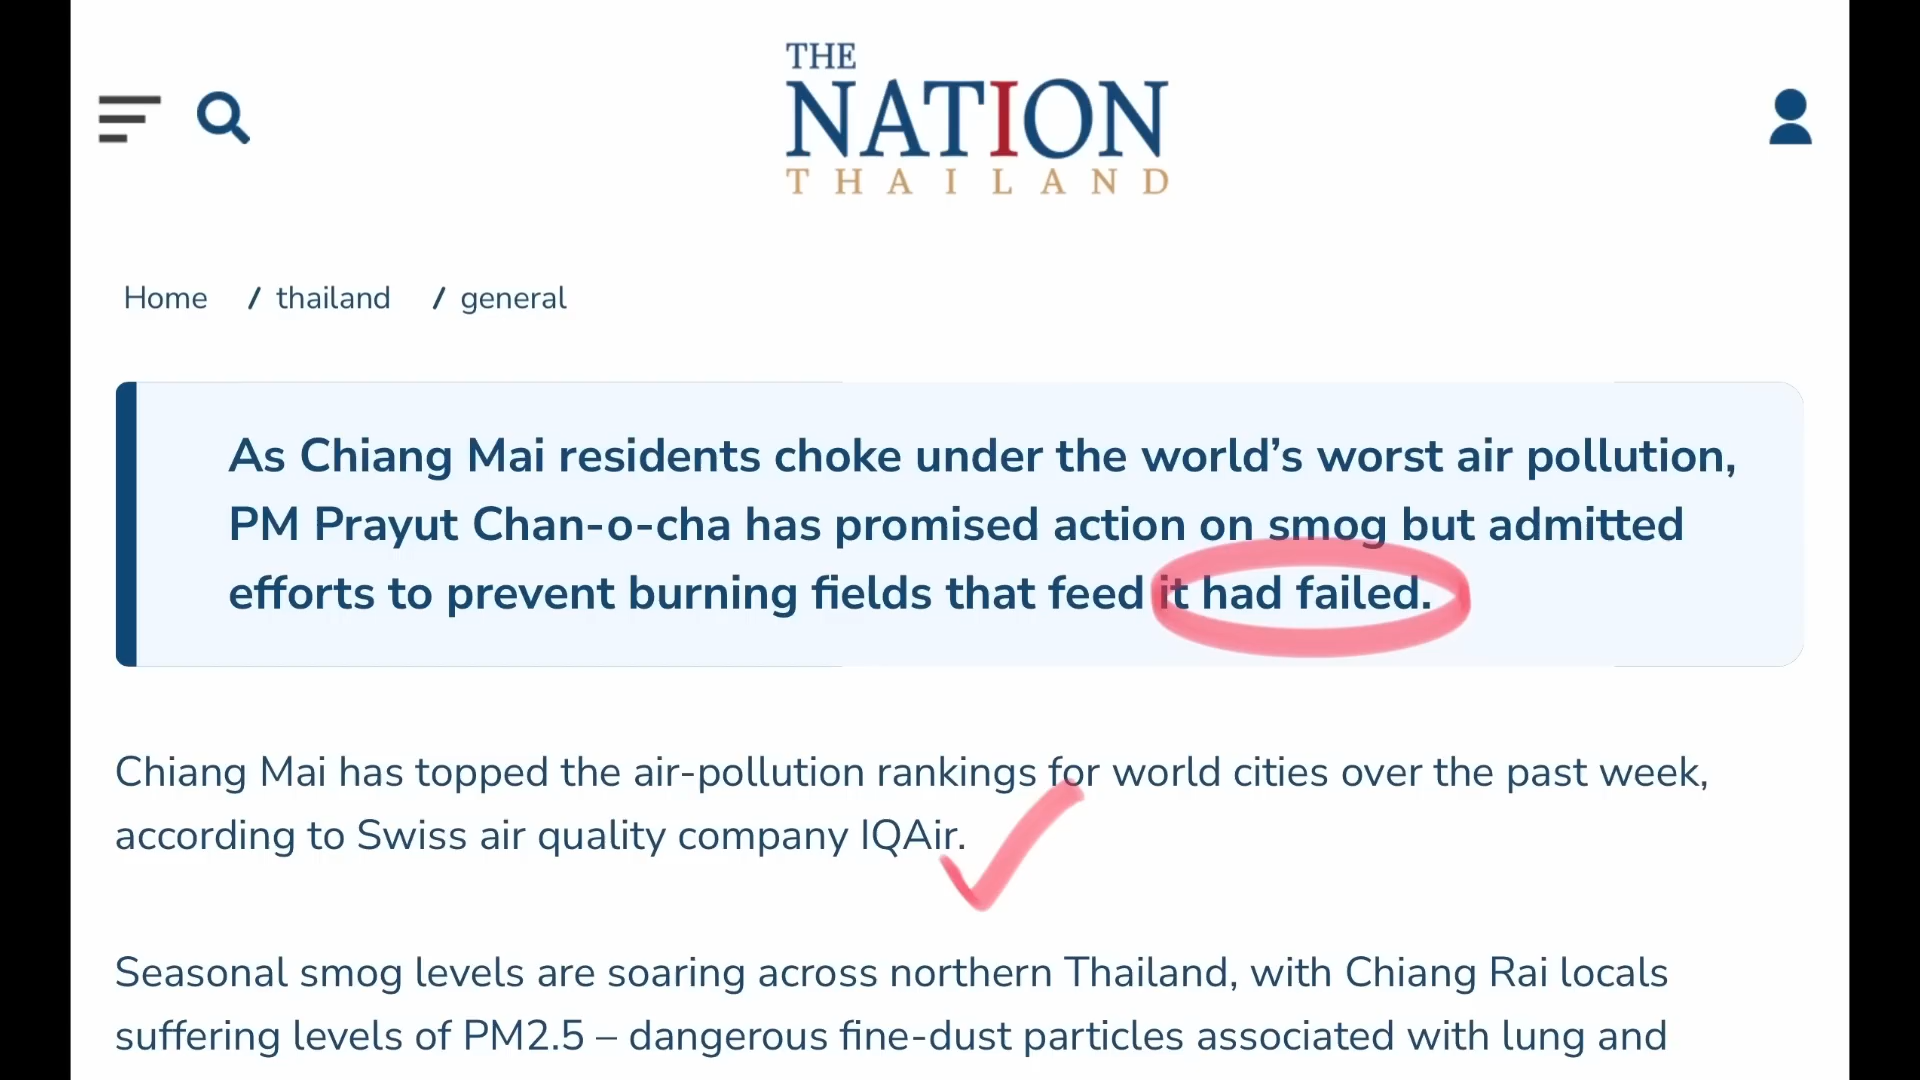 THE
NATION
THAILAND
Home / thailand / general
As Chiang Mai residents choke under the world’s worst air pollution,
PM Prayut Chan-o-cha has promised action on smog but admitted
efforts to prevent burning fields that feed it had failed.
Chiang Mai has topped the air-pollution rankings for world cities over the past week,
according to Swiss air quality company IQAir.
Seasonal smog levels are soaring across northern Thailand, with Chiang Rai locals
suffering levels of PM2.5 – dangerous fine-dust particles associated with lung and